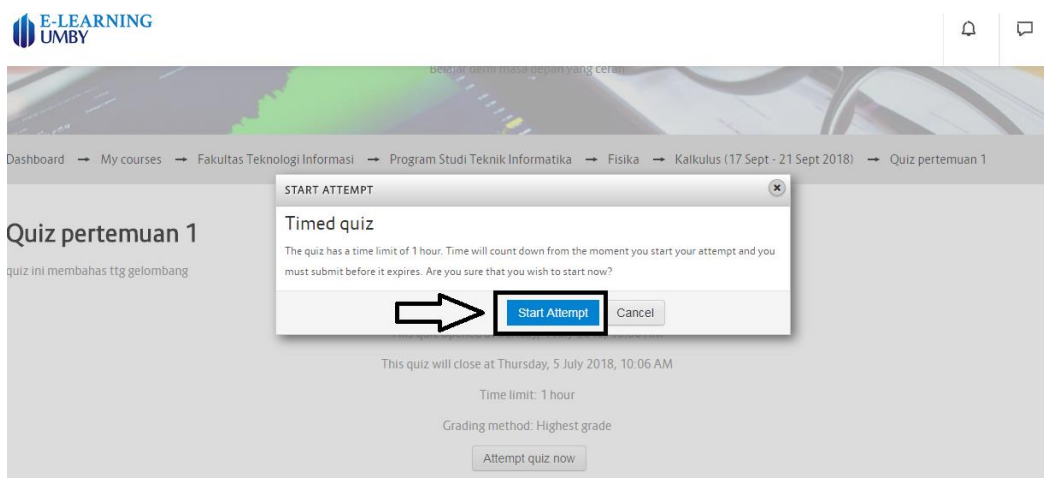 E-LEARNING
UMBY
Belajar demi masa depan yang cerah
Dashboard → My courses → Fakultas Teknologi Informasi → Program Studi Teknik Informatika → Fisika → Kalkulus (17 Sept - 21 Sept 2018) → Quiz pertemuan 1
START ATTEMPT
Quiz pertemuan 1
quiz ini membahas ttg gelombang
Timed quiz
The quiz has a time limit of 1 hour. Time will count down from the moment you start your attempt and you
must submit before it expires. Are you sure that you wish to start now?
Start Attempt Cancel
This quiz will close at Thursday, 5 July 2018, 10:06 AM
Time limit: 1 hour
Grading method: Highest grade
Attempt quiz now